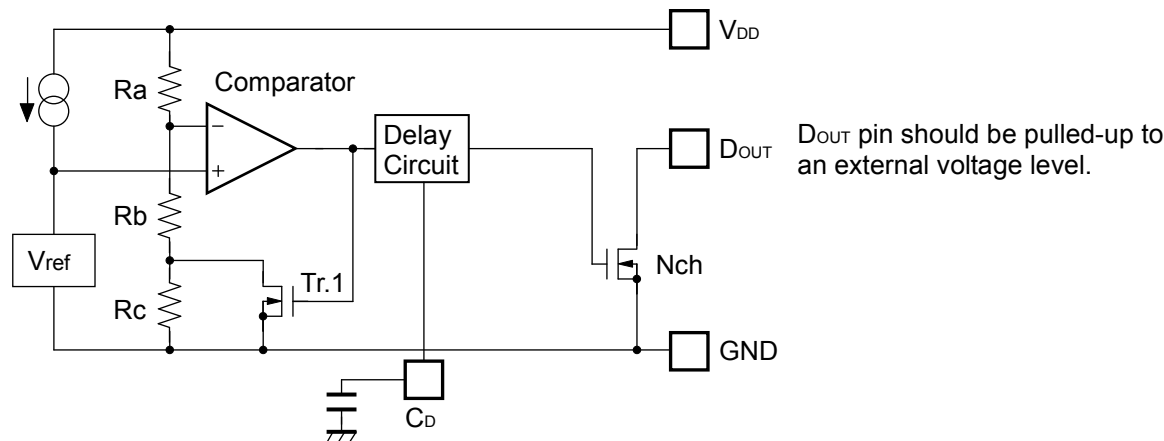 VDD
Ra
Comparator
−
+
Delay
Circuit
DOUT
DOUT pin should be pulled-up to
an external voltage level.
Rb
Vref
Tr.1
Nch
Rc
GND
CD